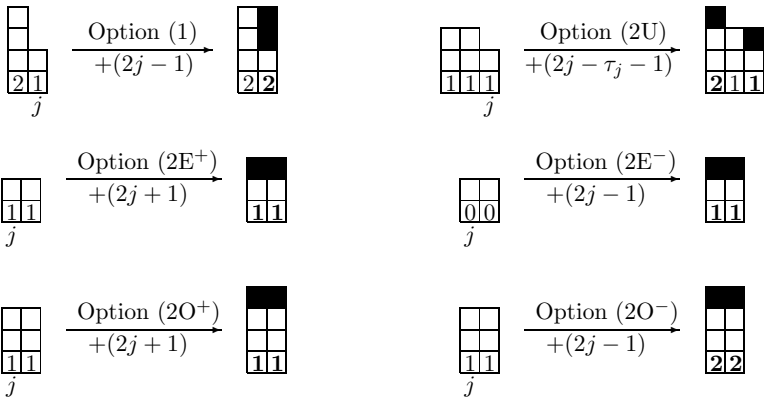 Option (1)
+(2j − 1)
2 1
j
2 2
Option (2U)
+(2j − τj − 1)
1 1 1
j
2 1 1
Option (2E+)
+(2j + 1)
1 1
j
1 1
Option (2E−)
+(2j − 1)
0 0
j
1 1
Option (2O+)
+(2j + 1)
1 1
j
1 1
Option (2O−)
+(2j − 1)
1 1
j
2 2